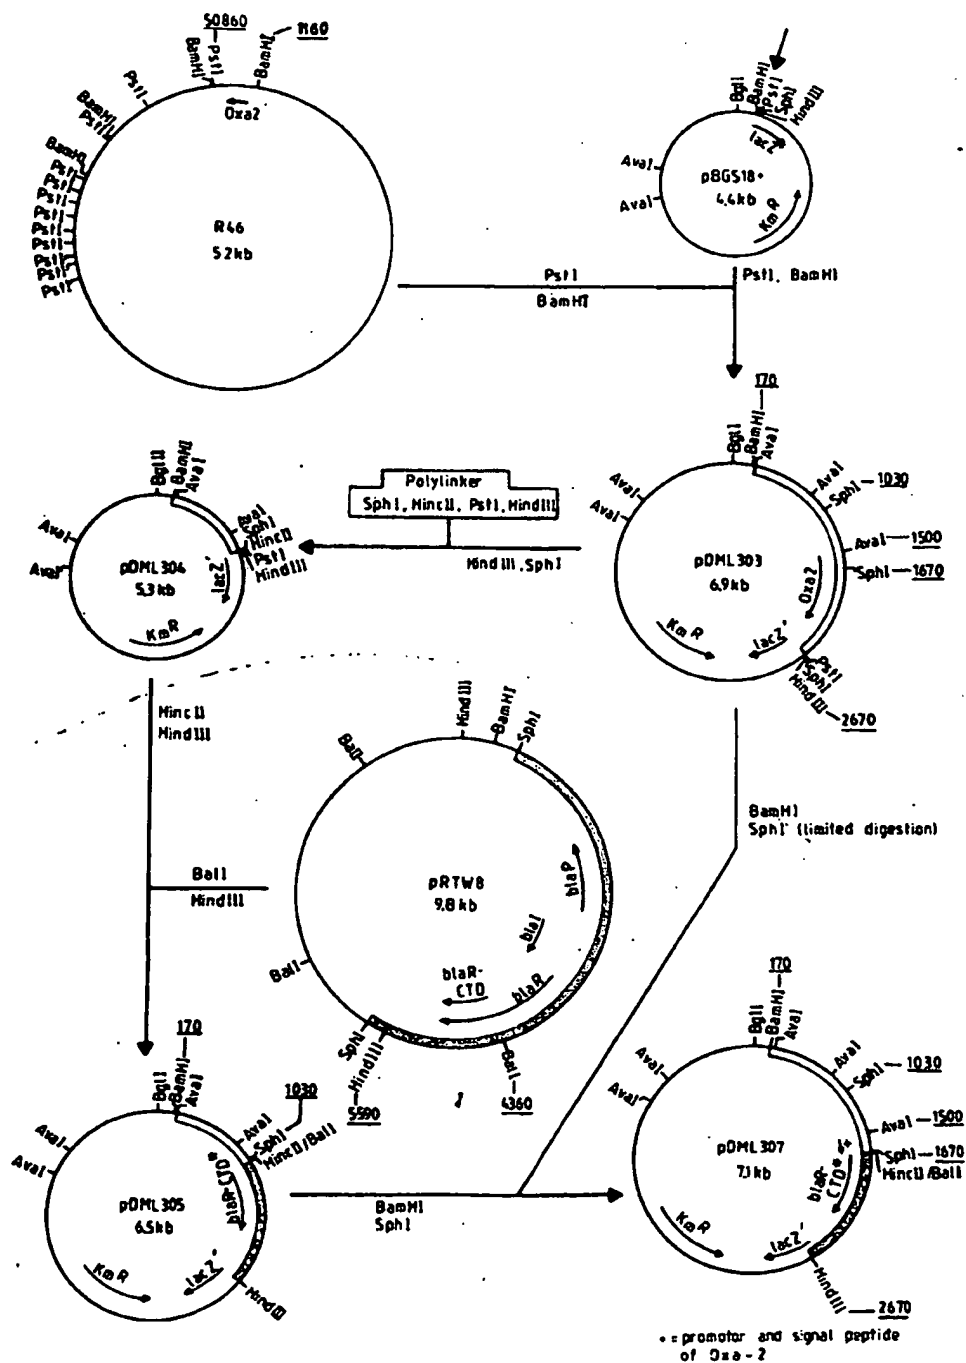 50860
1160
BamHI
PstI
BamHI
PstI
BamHI
PstI
BamHI
PstI
PstI
PstI
PstI
PstI
PstI
PstI
PstI
Oxa2
R46
52kb
BglI
BamHI
PstI
SphI
HindIII
AvaI
AvaI
lacZ'
pBGS18+
4,4kb
KmR
PstI
BamHI
PstI, BamHI
170
BglI
BamHI
AvaI
AvaI
SphI
1030
AvaI
1500
SphI
1670
AvaI
AvaI
pDML303
6,9kb
Oxa2
KmR
lacZ'
PstI
SphI
HindIII
2670
Polylinker
SphI, HincII, PstI, HindIII
HindIII, SphI
BglII
BamHI
AvaI
AvaI
SphI
HincII
PstI
HindIII
AvaI
AvaI
pDML304
5,3kb
lacZ'
KmR
HincII
HindIII
BalI
HindIII
HindIII
BamHI
SphI
BalI
pRTW8
9,8kb
blaP
blaI
blaR-
CTD
blaR
BalI
SphI
HindIII
5590
BalI
4360
BamHI
SphI (limited digestion)
170
BglI
BamHI
AvaI
1030
AvaI
SphI
HincII/BalI
AvaI
AvaI
pDML305
6,5kb
blaR-CTD*
KmR
lacZ'
HindIII
BamHI
SphI
170
BglI
BamHI
AvaI
AvaI
SphI
1030
AvaI
1500
SphI
1670
HincII/BalI
AvaI
AvaI
pDML307
7,1kb
blaR-
CTD*
KmR
lacZ'
HindIII
2670
* = promotor and signal peptide
of Oxa-2